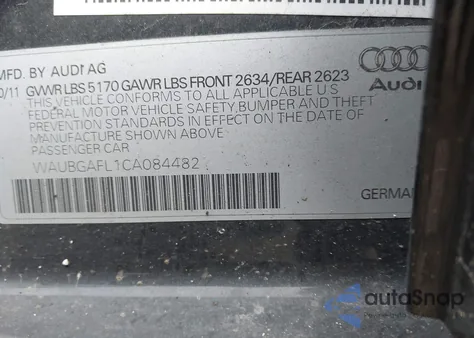 MFD. BY AUDI AG
0/11 GWWR LBS 5170 GAWR LBS FRONT 2634/REAR 2623
THIS VEHICLE CONFORMS TO ALL APPLICABLE U.S.
FEDERAL MOTOR VEHICLE SAFETY, BUMPER AND THEFT
PREVENTION STANDARDS IN EFFECT ON THE DATE OF
MANUFACTURE SHOWN ABOVE.
PASSENGER CAR
WAUBGAFL1CA084482
Audi
GERMAN
autoSnap